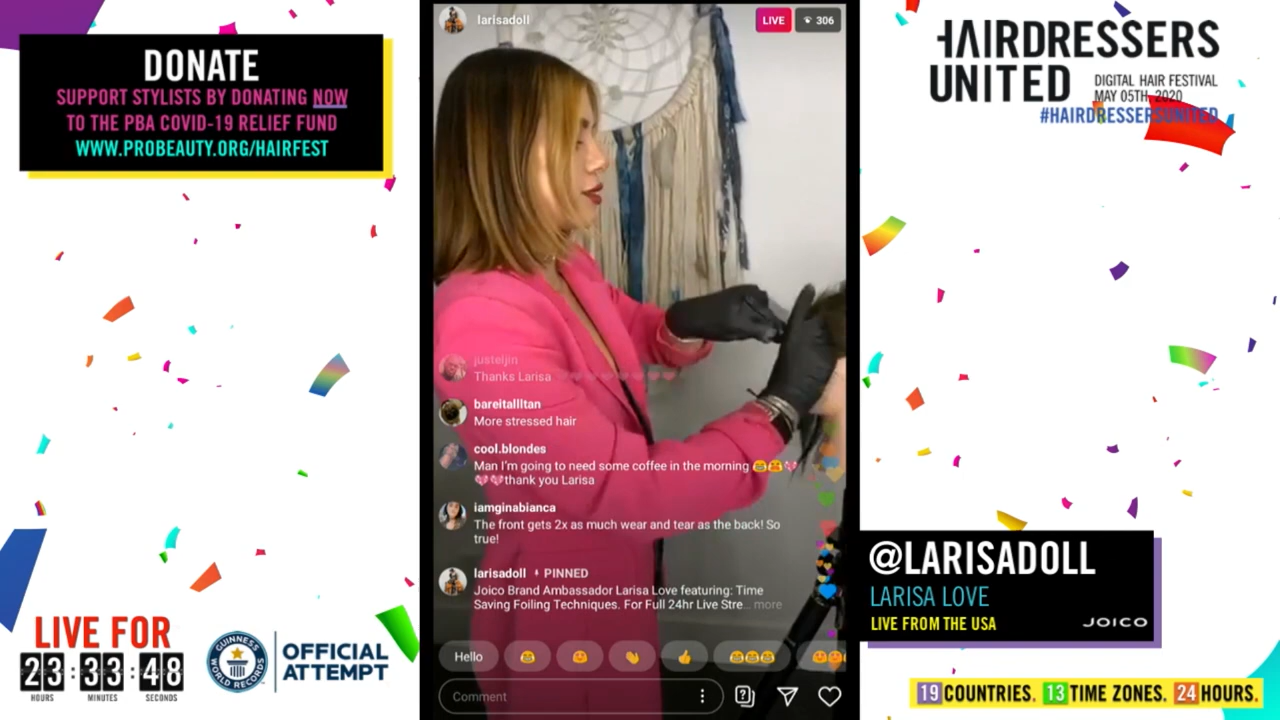 DONATE
SUPPORT STYLISTS BY DONATING NOW
TO THE PBA COVID-19 RELIEF FUND
WWW.PROBEAUTY.ORG/HAIRFEST
LIVE FOR
23:33:48
HOURS MINUTES SECONDS
GUINNESS WORLD RECORDS
OFFICIAL
ATTEMPT
larisadoll
LIVE 306
justeljin
Thanks Larisa 💗💗💗💗💗💗💗💗
bareitallltan
More stressed hair
cool.blondes
Man I'm going to need some coffee in the morning 😂😫💖
💖💖thank you Larisa
iamginabianca
The front gets 2x as much wear and tear as the back! So
true!
larisadoll PINNED
Joico Brand Ambassador Larisa Love featuring: Time
Saving Foiling Techniques. For Full 24hr Live Stre... more
Hello 😂 😍 👏 👍 😂😂😂
Comment
HAIRDRESSERS
UNITED
DIGITAL HAIR FESTIVAL
MAY 05TH, 2020
#HAIRDRESSERSUNITED
@LARISADOLL
LARISA LOVE
LIVE FROM THE USA
JOICO
19 COUNTRIES. 13 TIME ZONES. 24 HOURS.